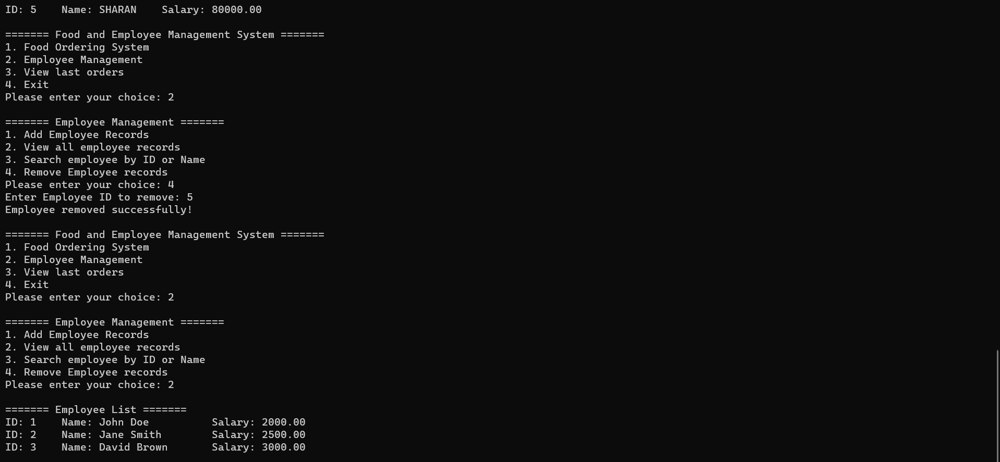 ID: 5    Name: SHARAN    Salary: 80000.00

======= Food and Employee Management System =======
1. Food Ordering System
2. Employee Management
3. View last orders
4. Exit
Please enter your choice: 2

======= Employee Management =======
1. Add Employee Records
2. View all employee records
3. Search employee by ID or Name
4. Remove Employee records
Please enter your choice: 4
Enter Employee ID to remove: 5
Employee removed successfully!

======= Food and Employee Management System =======
1. Food Ordering System
2. Employee Management
3. View last orders
4. Exit
Please enter your choice: 2

======= Employee Management =======
1. Add Employee Records
2. View all employee records
3. Search employee by ID or Name
4. Remove Employee records
Please enter your choice: 2

======= Employee List =======
ID: 1    Name: John Doe          Salary: 2000.00
ID: 2    Name: Jane Smith        Salary: 2500.00
ID: 3    Name: David Brown       Salary: 3000.00